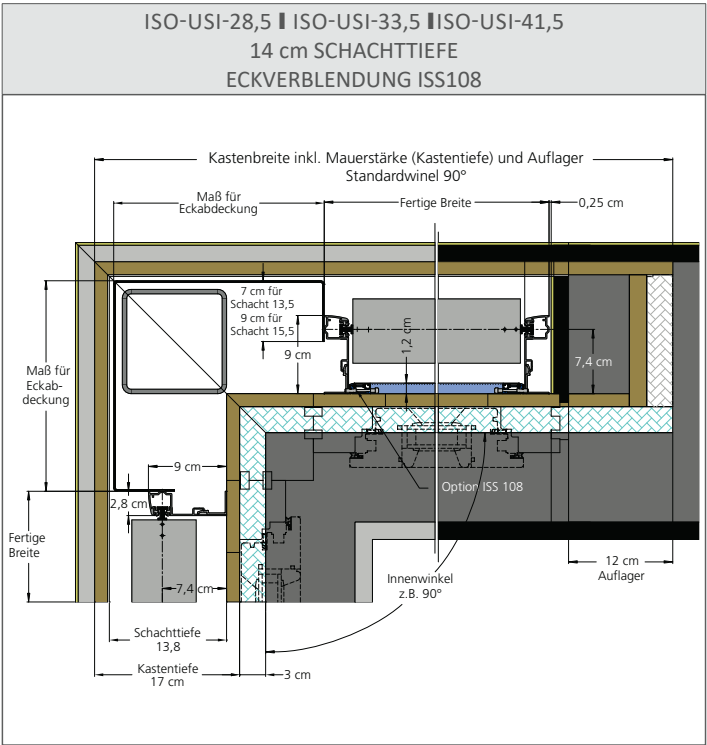 ISO-USI-28,5 ❙ ISO-USI-33,5 ❙ ISO-USI-41,5
14 cm SCHACHTTIEFE
ECKVERBLENDUNG ISS108
Kastenbreite inkl. Mauerstärke (Kastentiefe) und Auflager
Standardwinel 90°
Maß für
Eckabdeckung
Fertige Breite
0,25 cm
7 cm für
Schacht 13,5
9 cm für
Schacht 15,5
9 cm
1,2 cm
7,4 cm
Maß für
Eckab-
deckung
9 cm
2,8 cm
Option ISS 108
Fertige
Breite
7,4 cm
Innenwinkel
z.B. 90°
12 cm
Auflager
Schachttiefe
13,8
Kastentiefe
17 cm
3 cm